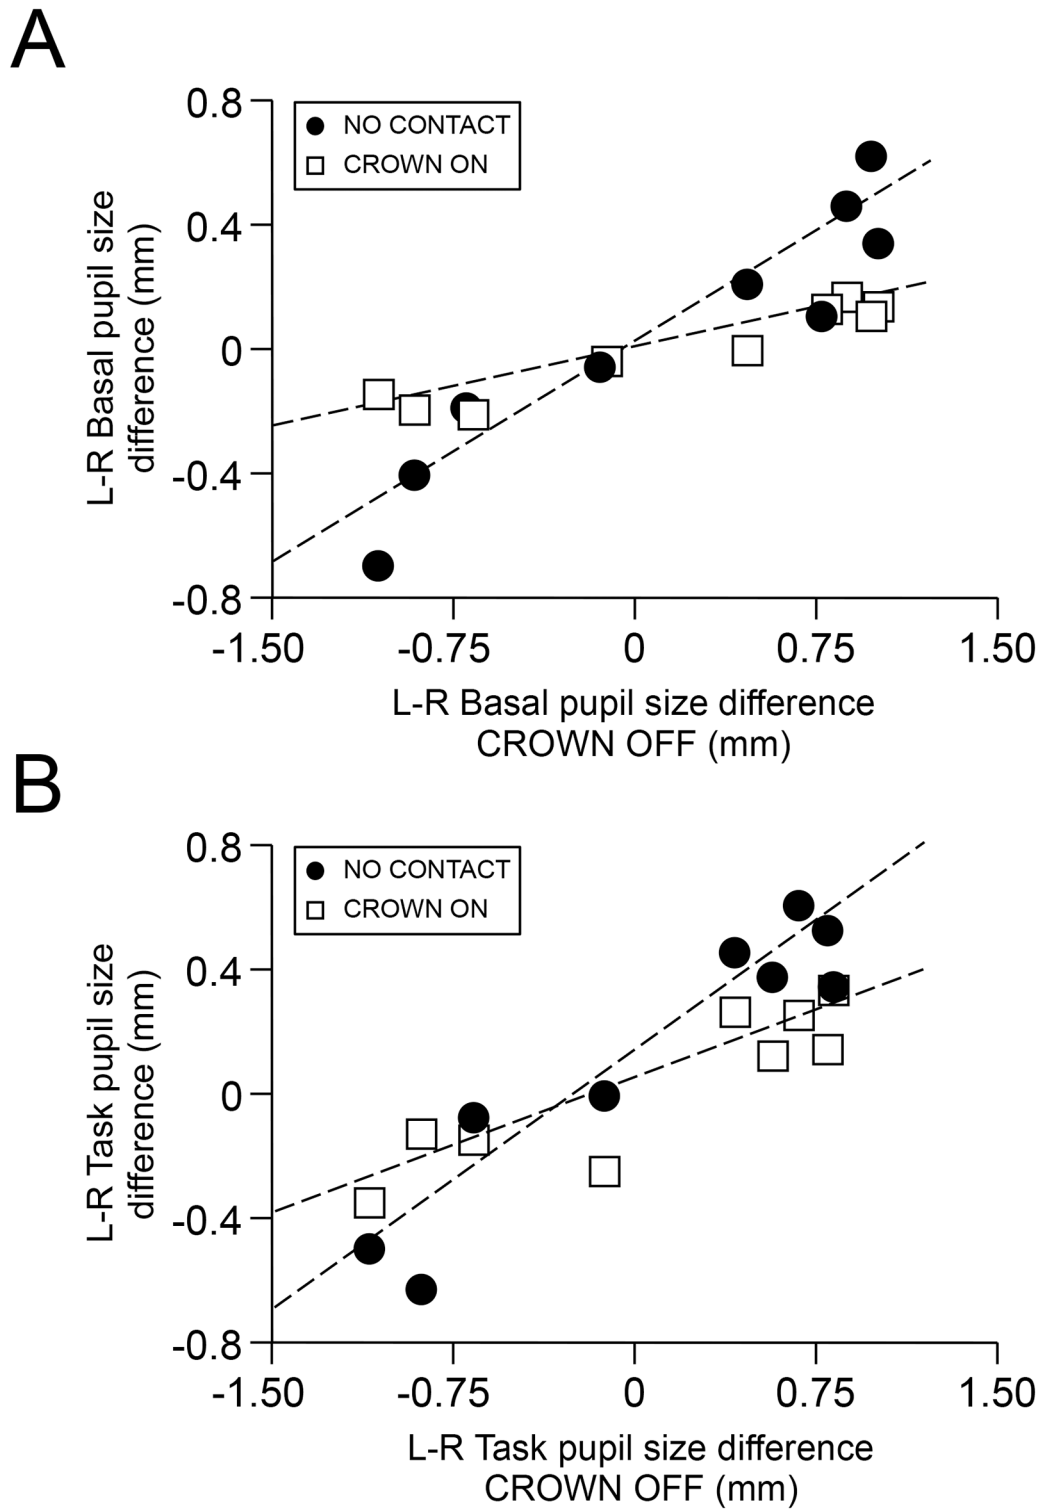 A
L-R Basal pupil size
difference (mm)
0.8
0.4
0
-0.4
-0.8
NO CONTACT
CROWN ON
-1.50
-0.75
0
0.75
1.50
L-R Basal pupil size difference
CROWN OFF (mm)
B
L-R Task pupil size
difference (mm)
0.8
0.4
0
-0.4
-0.8
NO CONTACT
CROWN ON
-1.50
-0.75
0
0.75
1.50
L-R Task pupil size difference
CROWN OFF (mm)